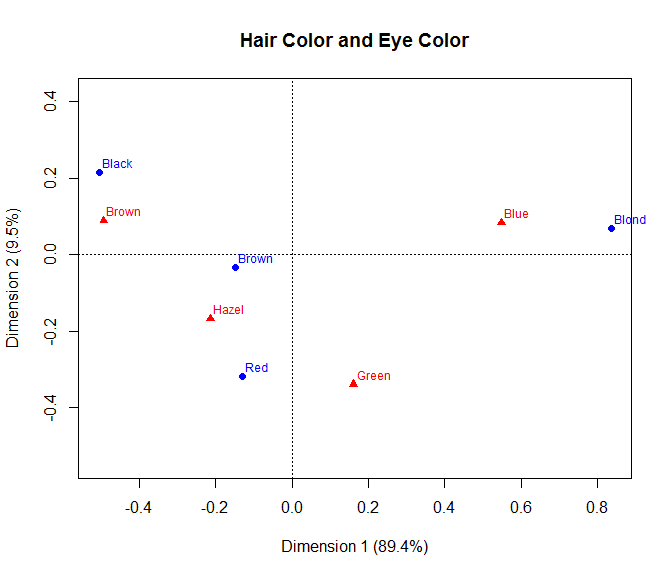 Hair Color and Eye Color
Dimension 2 (9.5%)
0.4
0.2
0.0
-0.2
-0.4
Black
Brown
Blue
Blond
Brown
Hazel
Red
Green
-0.4
-0.2
0.0
0.2
0.4
0.6
0.8
Dimension 1 (89.4%)